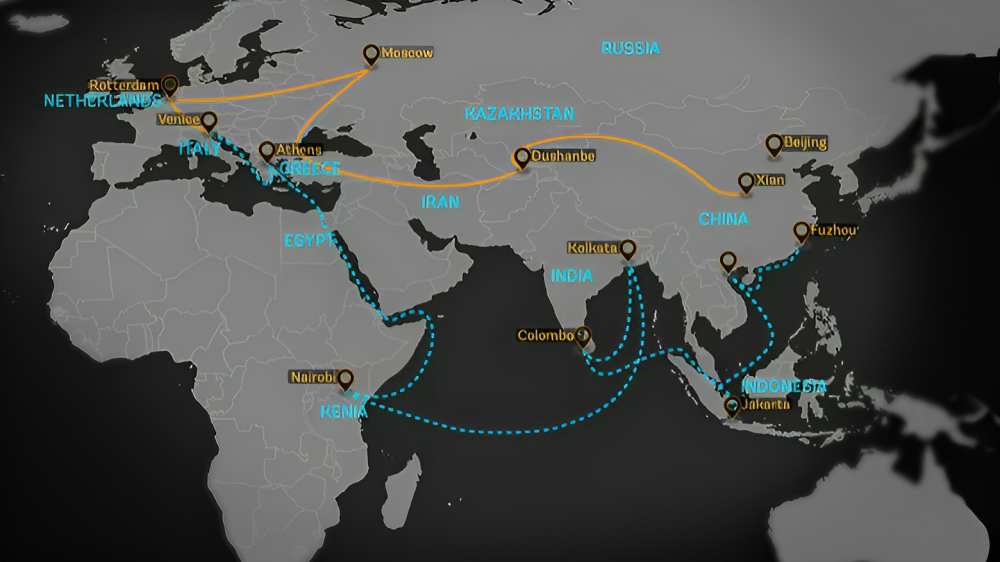 Moscow
RUSSIA
Rotterdam
NETHERLANDS
KAZAKHSTAN
Venice
ITALY
Athens
GREECE
Dushanbe
Beijing
Xian
IRAN
CHINA
EGYPT
Fuzhou
Kolkata
INDIA
Colombo
Nairobi
KENIA
INDONESIA
Jakarta